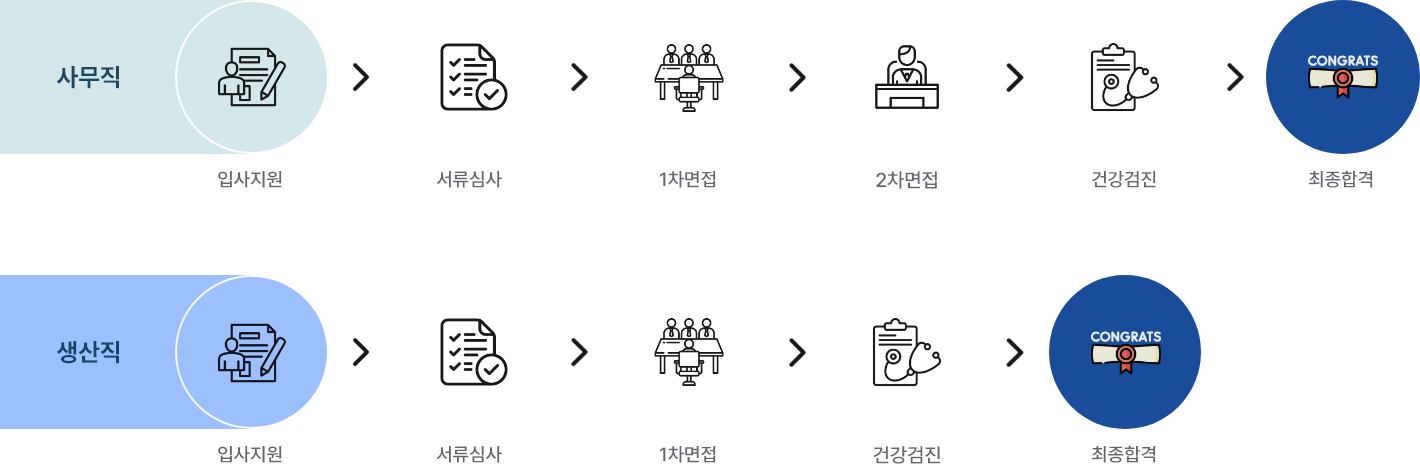 사무직
CONGRATS
입사지원
서류심사
1차면접
2차면접
건강검진
최종합격
생산직
CONGRATS
입사지원
서류심사
1차면접
건강검진
최종합격